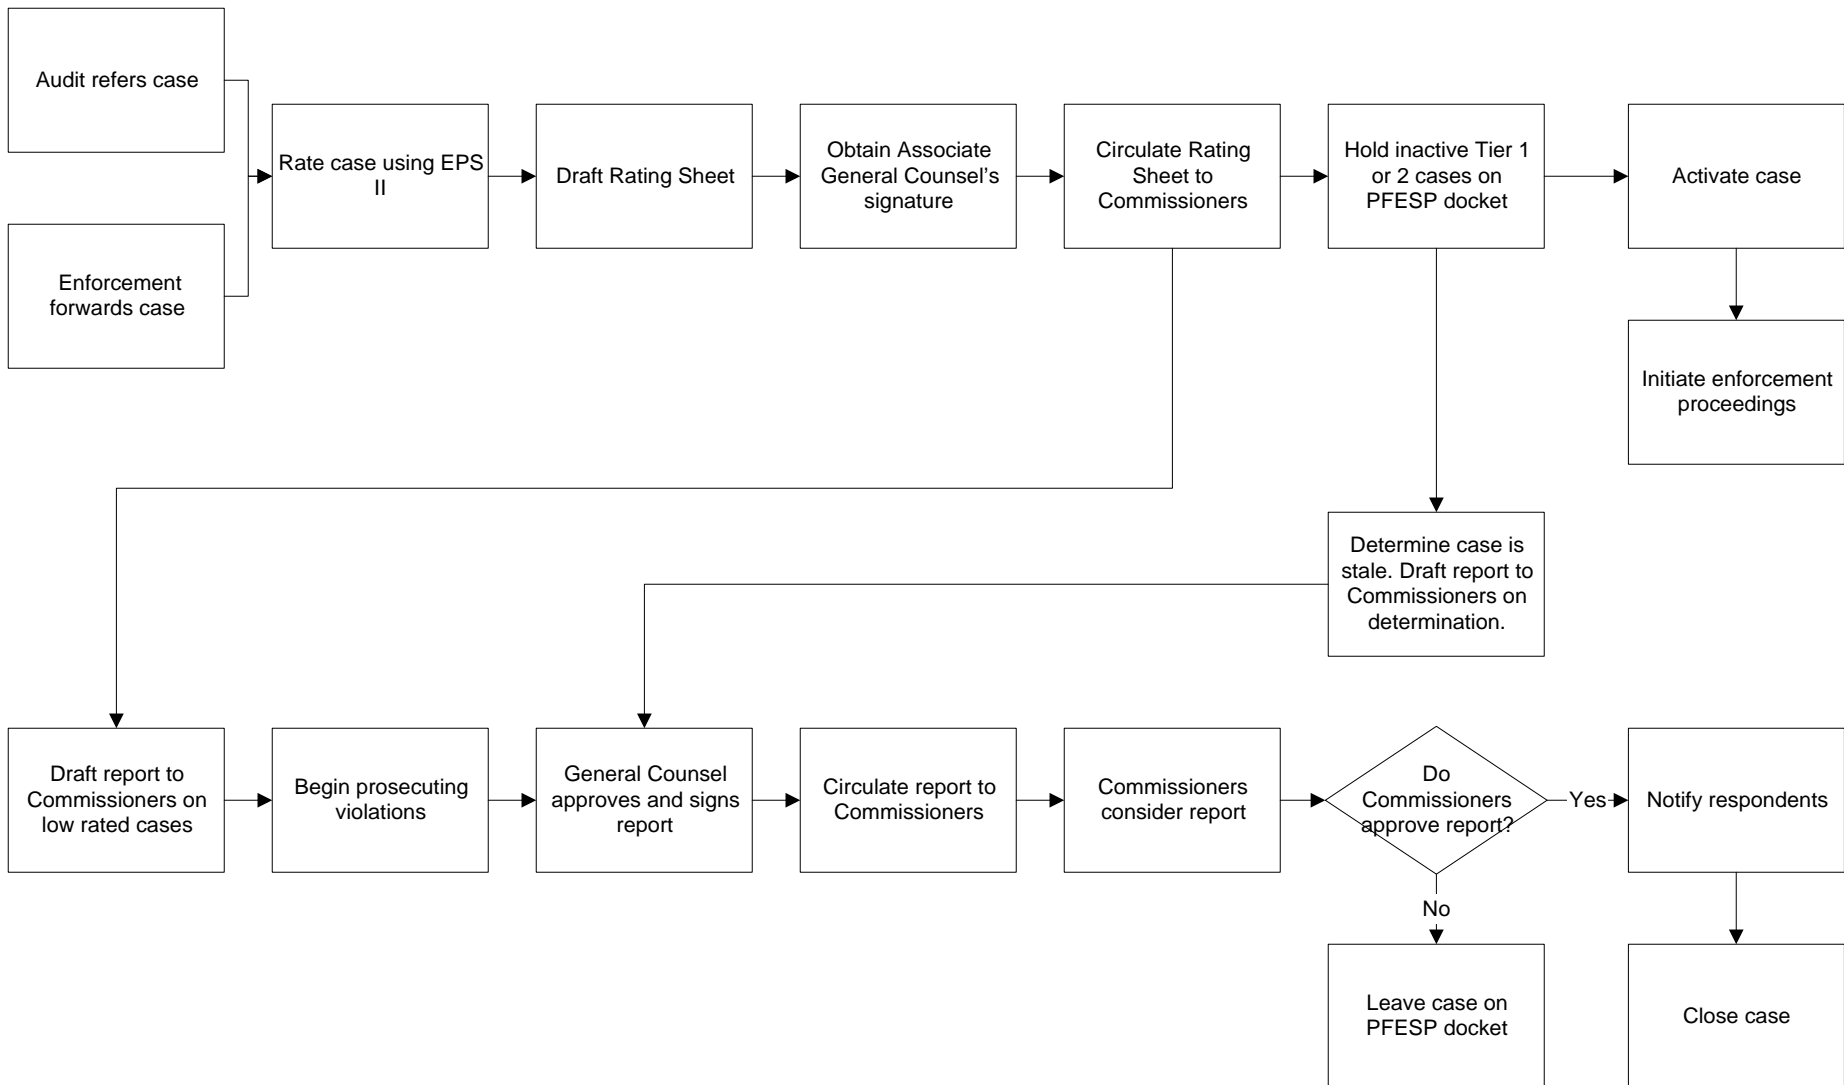 Audit refers case
Enforcement
forwards case
Rate case using EPS
II
Draft Rating Sheet
Obtain Associate
General Counsel’s
signature
Circulate Rating
Sheet to
Commissioners
Hold inactive Tier 1
or 2 cases on
PFESP docket
Activate case
Initiate enforcement
proceedings
Determine case is
stale. Draft report to
Commissioners on
determination.
Draft report to
Commissioners on
low rated cases
Begin prosecuting
violations
General Counsel
approves and signs
report
Circulate report to
Commissioners
Commissioners
consider report
Do
Commissioners
approve report?
Yes
Notify respondents
No
Leave case on
PFESP docket
Close case